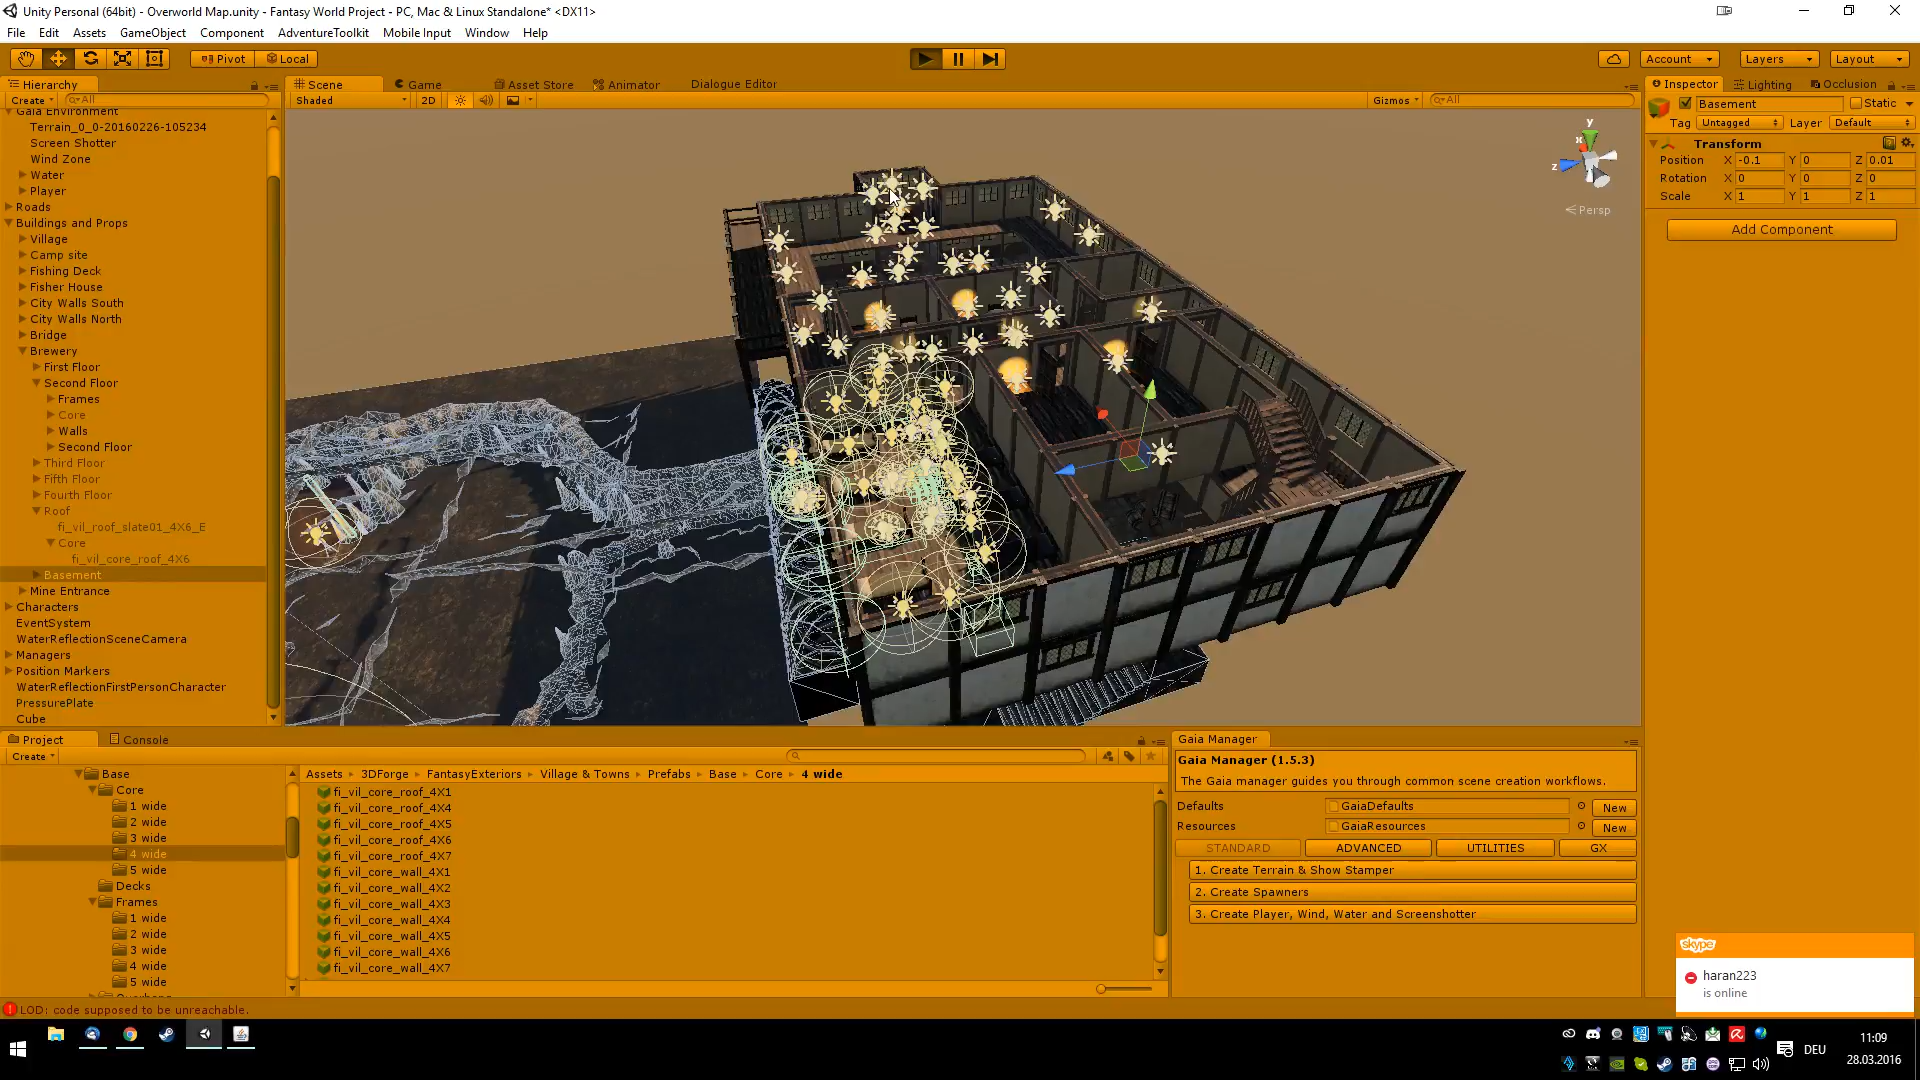 Unity Personal (64bit) - Overworld Map.unity - Fantasy World Project - PC, Mac & Linux Standalone* <DX11>
File Edit Assets GameObject Component AdventureToolkit Mobile Input Window Help
Pivot Local Account Layers Layout
Hierarchy
Create All
Gaia Environment
Terrain_0_0-20160226-105234
Screen Shotter
Wind Zone
Water
Player
Roads
Buildings and Props
Village
Camp site
Fishing Deck
Fisher House
City Walls South
City Walls North
Bridge
Brewery
First Floor
Second Floor
Frames
Core
Walls
Second Floor
Third Floor
Fifth Floor
Fourth Floor
Roof
fi_vil_roof_slate01_4X6_E
Core
fi_vil_core_roof_4X6
Basement
Mine Entrance
Characters
EventSystem
WaterReflectionSceneCamera
Managers
Position Markers
WaterReflectionFirstPersonCharacter
PressurePlate
Cube
Scene Game Asset Store Animator Dialogue Editor
Shaded 2D Gizmos All
y
x
z
Persp
Inspector Lighting Occlusion
Basement Static
Tag Untagged Layer Default
Transform
Position X -0.1 Y 0 Z 0.01
Rotation X 0 Y 0 Z 0
Scale X 1 Y 1 Z 1
Add Component
Project Console
Create
Base
Core
1 wide
2 wide
3 wide
4 wide
5 wide
Decks
Frames
1 wide
2 wide
3 wide
4 wide
5 wide
Assets 3DForge FantasyExteriors Village & Towns Prefabs Base Core 4 wide
fi_vil_core_roof_4X1
fi_vil_core_roof_4X4
fi_vil_core_roof_4X5
fi_vil_core_roof_4X6
fi_vil_core_roof_4X7
fi_vil_core_wall_4X1
fi_vil_core_wall_4X2
fi_vil_core_wall_4X3
fi_vil_core_wall_4X4
fi_vil_core_wall_4X5
fi_vil_core_wall_4X6
fi_vil_core_wall_4X7
Gaia Manager
Gaia Manager (1.5.3)
The Gaia manager guides you through common scene creation workflows.
Defaults GaiaDefaults New
Resources GaiaResources New
STANDARD ADVANCED UTILITIES GX
1. Create Terrain & Show Stamper
2. Create Spawners
3. Create Player, Wind, Water and Screenshotter
skype
haran223
is online
LOD: code supposed to be unreachable.
DEU
11:09
28.03.2016